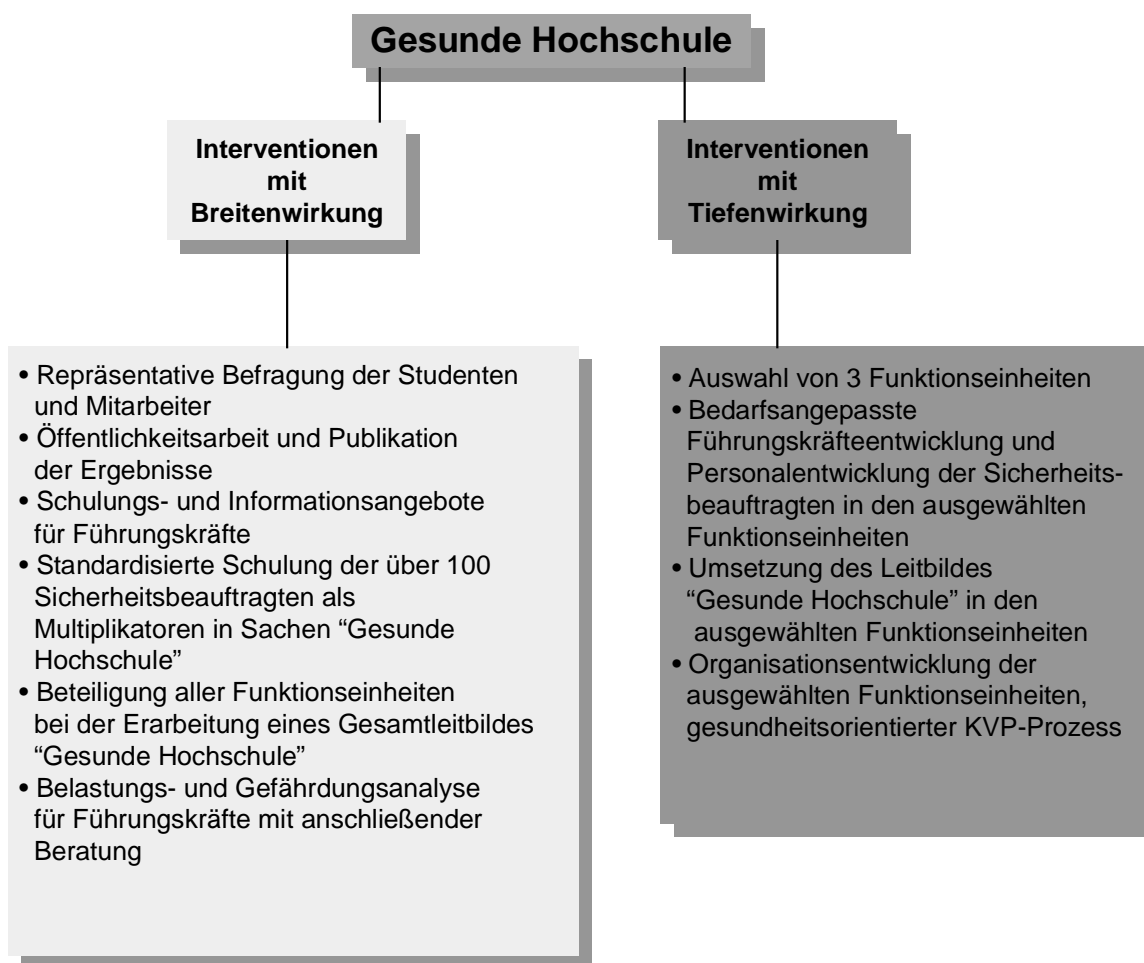 Gesunde Hochschule
Interventionen
mit
Breitenwirkung
• Repräsentative Befragung der Studenten
und Mitarbeiter
• Öffentlichkeitsarbeit und Publikation
der Ergebnisse
• Schulungs- und Informationsangebote
für Führungskräfte
• Standardisierte Schulung der über 100
Sicherheitsbeauftragten als
Multiplikatoren in Sachen “Gesunde
Hochschule”
• Beteiligung aller Funktionseinheiten
bei der Erarbeitung eines Gesamtleitbildes
“Gesunde Hochschule”
• Belastungs- und Gefährdungsanalyse
für Führungskräfte mit anschließender
Beratung
Interventionen
mit
Tiefenwirkung
• Auswahl von 3 Funktionseinheiten
• Bedarfsangepasste
Führungskräfteentwicklung und
Personalentwicklung der Sicherheits-
beauftragten in den ausgewählten
Funktionseinheiten
• Umsetzung des Leitbildes
“Gesunde Hochschule” in den
ausgewählten Funktionseinheiten
• Organisationsentwicklung der
ausgewählten Funktionseinheiten,
gesundheitsorientierter KVP-Prozess